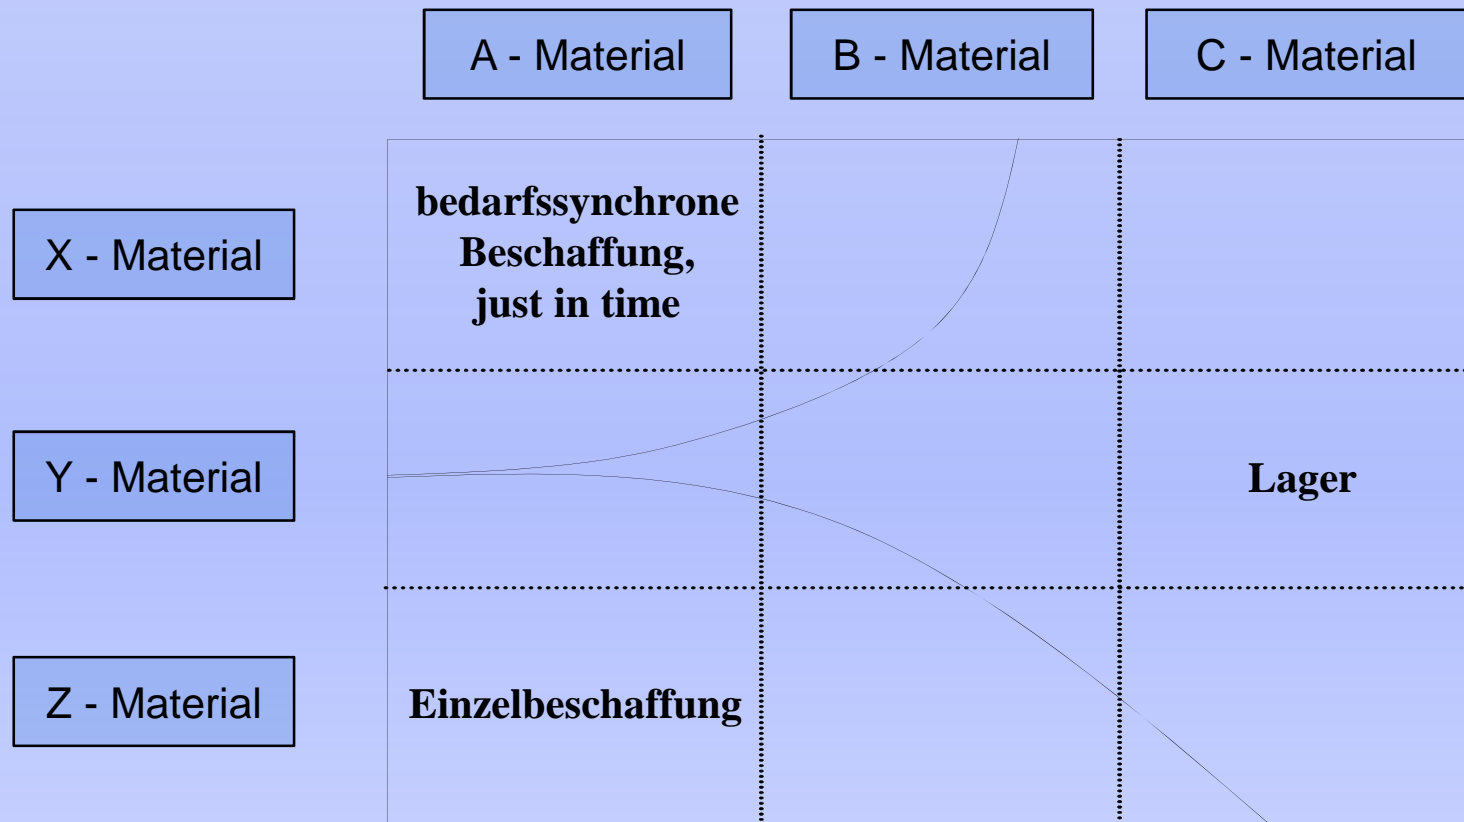 A - Material
B - Material
C - Material
X - Material
bedarfssynchrone
Beschaffung,
just in time
Y - Material
Lager
Z - Material
Einzelbeschaffung